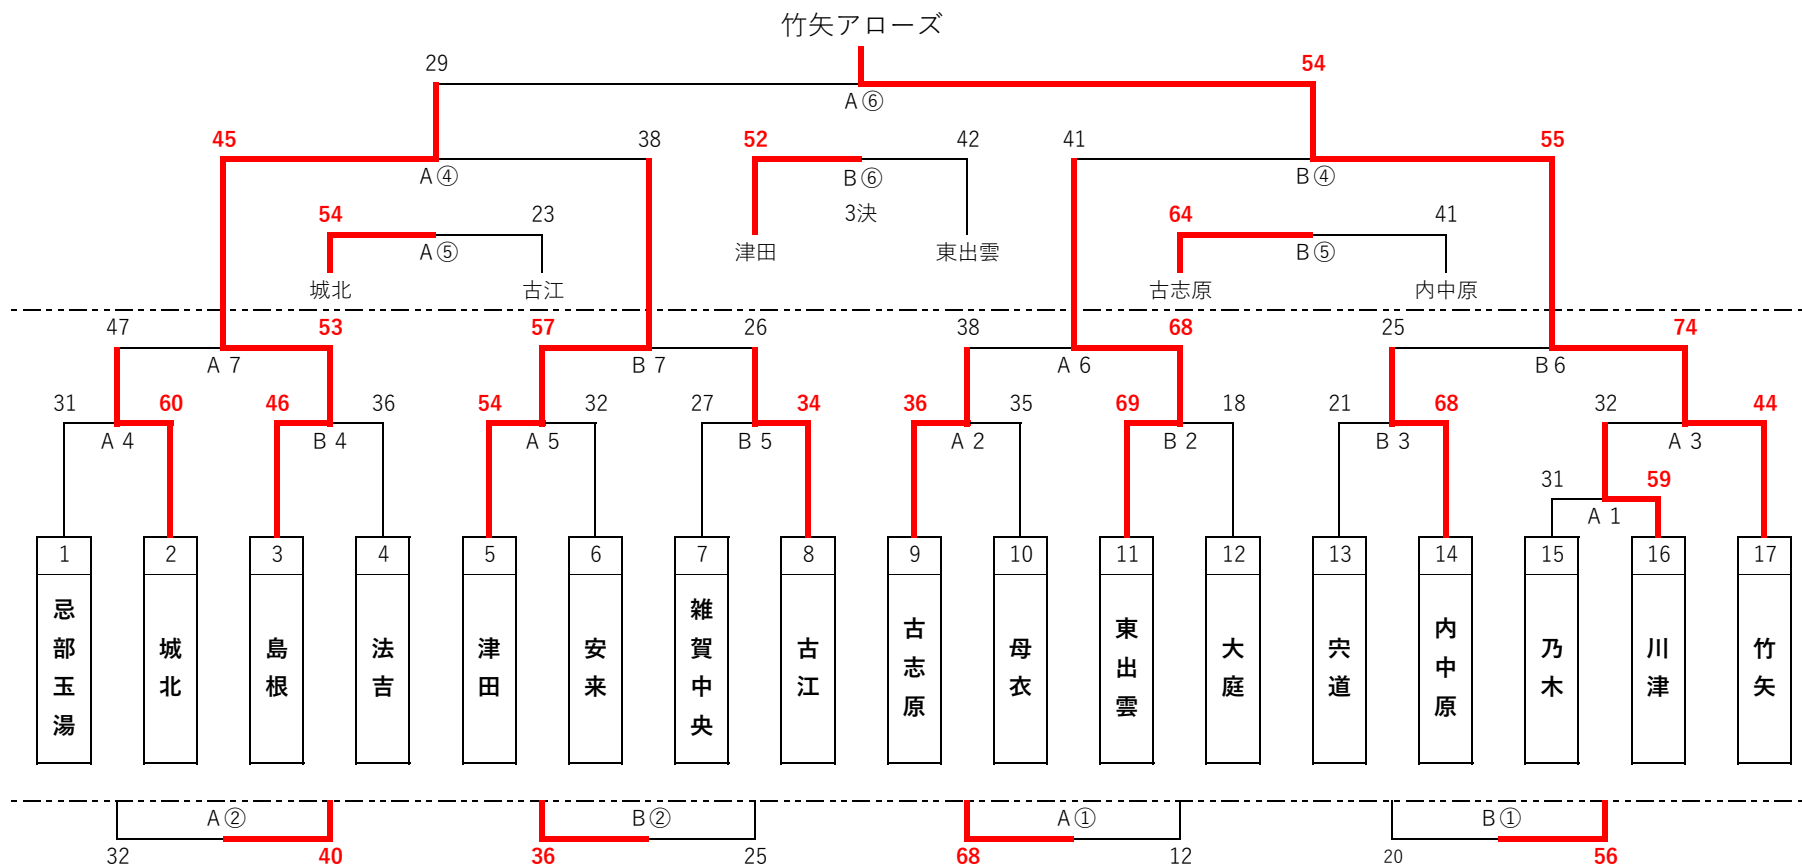 竹矢アローズ
29 54
A⑥
45 38 52 42 41 55
A④ B⑥ B④
3決
54 23 64 41
A⑤ 津田 東出雲 B⑤
城北 古江 古志原 内中原
47 53 57 26 38 68 25 74
A 7 B 7 A 6 B6
31 60 46 36 54 32 27 34 36 35 69 18 21 68 32 44
A 4 B 4 A 5 B 5 A 2 B 2 B 3 A 3
31 59
A 1
1 2 3 4 5 6 7 8 9 10 11 12 13 14 15 16 17
忌部玉湯
城北
島根
法吉
津田
安来
雑賀中央
古江
古志原
母衣
東出雲
大庭
宍道
内中原
乃木
川津
竹矢
A② B② A① B①
32 40 36 25 68 12 20 56